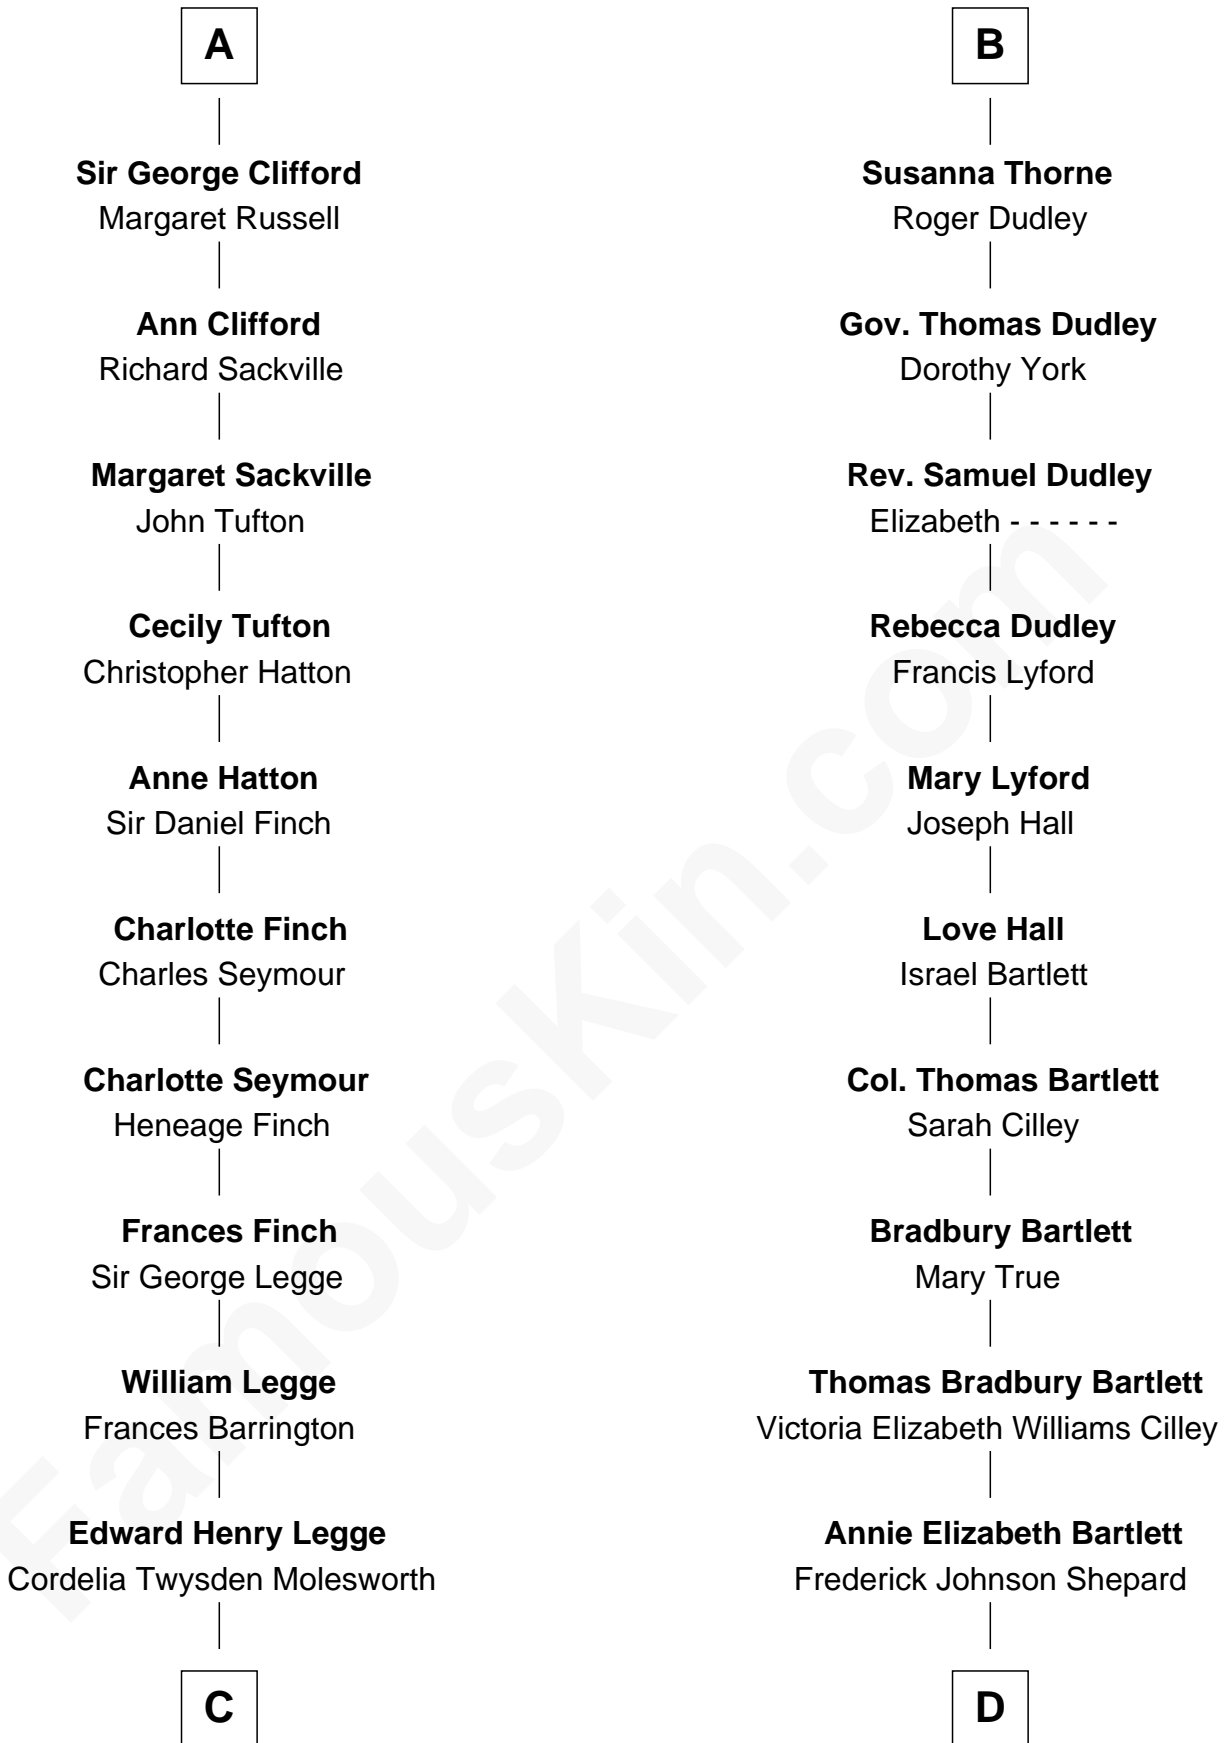 A
Sir George Clifford
Margaret Russell
Ann Clifford
Richard Sackville
Margaret Sackville
John Tufton
Cecily Tufton
Christopher Hatton
Anne Hatton
Sir Daniel Finch
Charlotte Finch
Charles Seymour
Charlotte Seymour
Heneage Finch
Frances Finch
Sir George Legge
William Legge
Frances Barrington
Edward Henry Legge
Cordelia Twysden Molesworth
C
B
Susanna Thorne
Roger Dudley
Gov. Thomas Dudley
Dorothy York
Rev. Samuel Dudley
Elizabeth - - - - - -
Rebecca Dudley
Francis Lyford
Mary Lyford
Joseph Hall
Love Hall
Israel Bartlett
Col. Thomas Bartlett
Sarah Cilley
Bradbury Bartlett
Mary True
Thomas Bradbury Bartlett
Victoria Elizabeth Williams Cilley
Annie Elizabeth Bartlett
Frederick Johnson Shepard
D
FamousKin.com